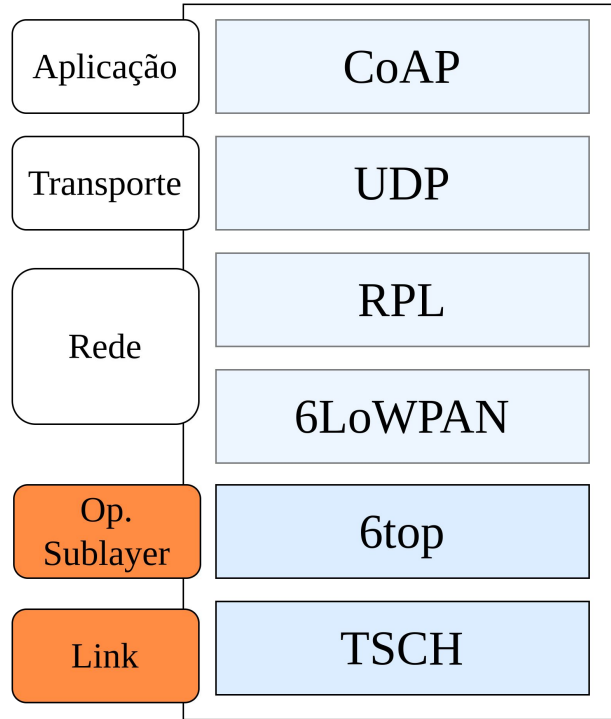 Aplicação
CoAP
Transporte
UDP
Rede
RPL
6LoWPAN
Op.
Sublayer
6top
Link
TSCH